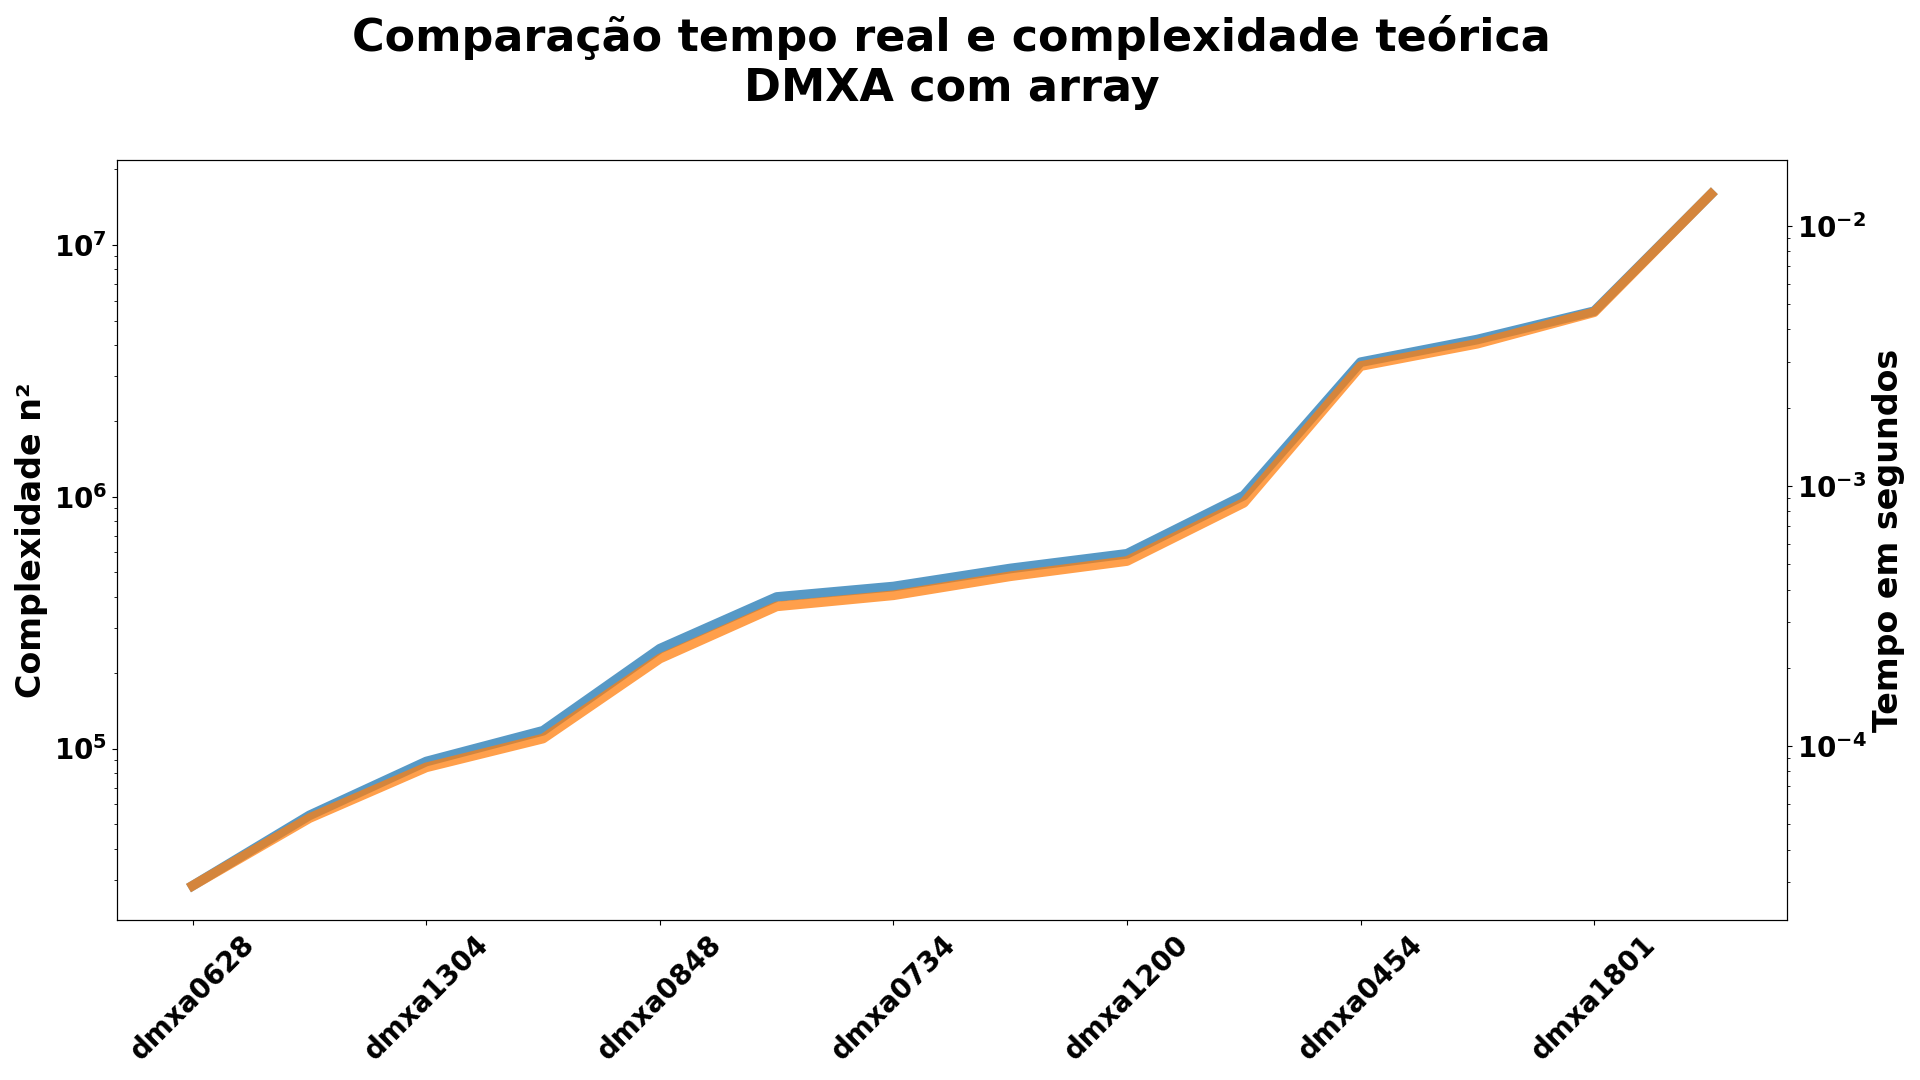 Comparação tempo real e complexidade teórica
DMXA com array
Complexidade n²
10⁷
10⁶
10⁵
10⁻²
10⁻³
10⁻⁴
Tempo em segundos
dmxa0628
dmxa1304
dmxa0848
dmxa0734
dmxa1200
dmxa0454
dmxa1801